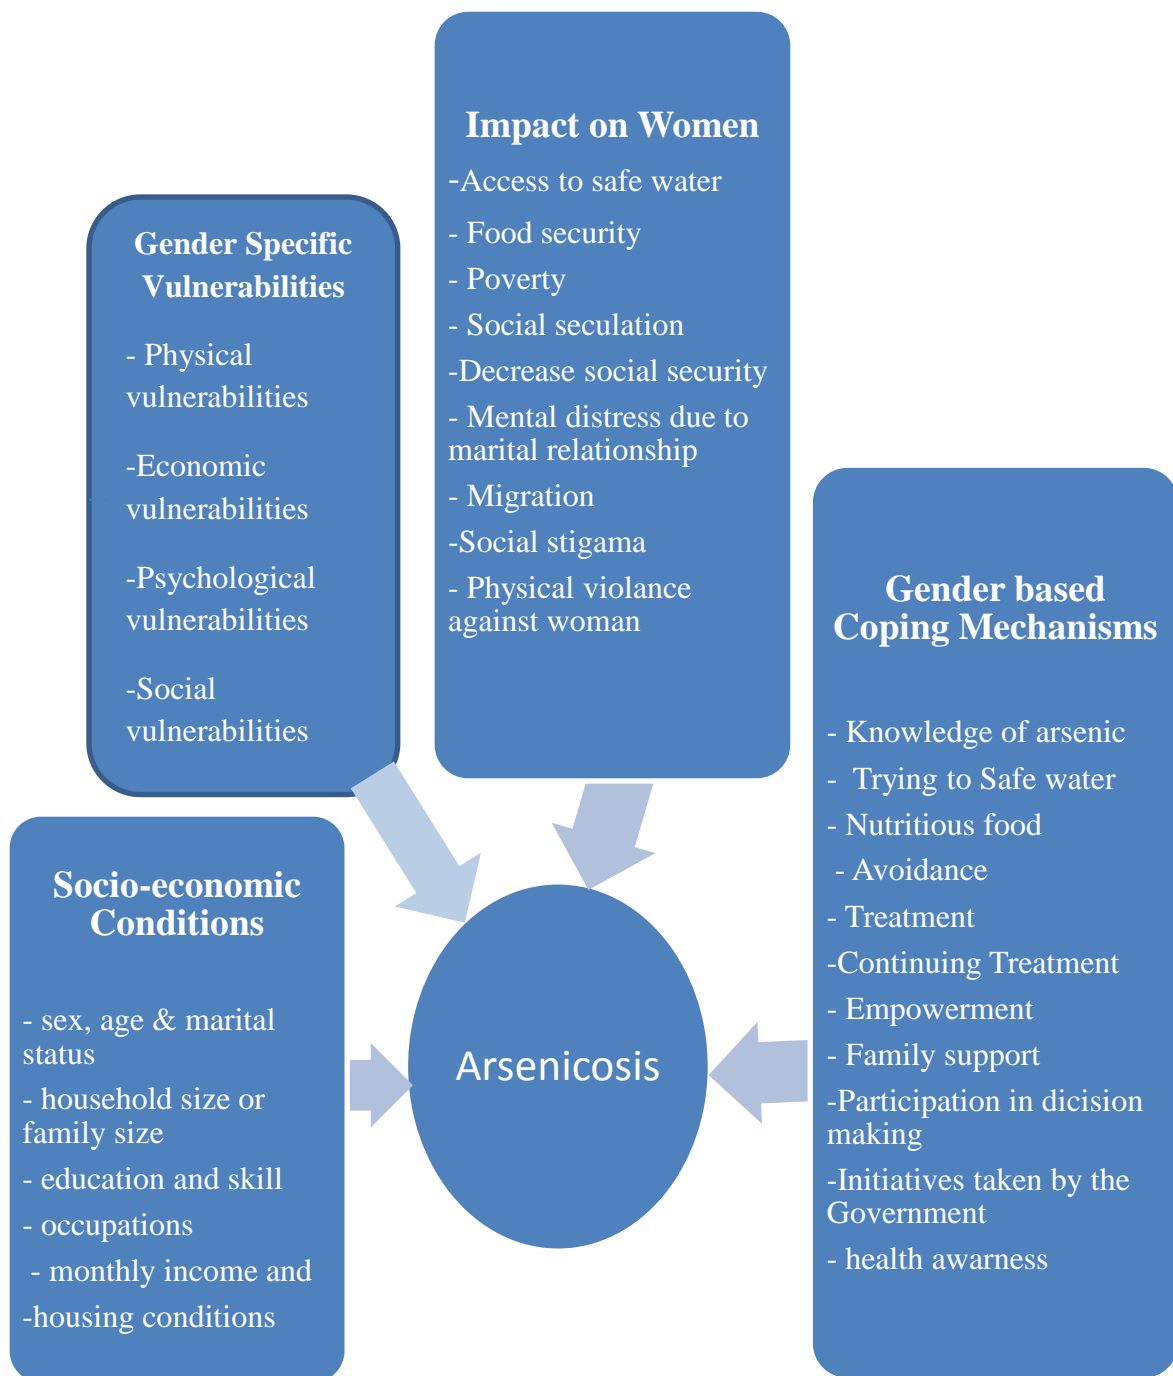 Impact on Women
-Access to safe water
- Food security
- Poverty
- Social seculation
-Decrease social security
- Mental distress due to
marital relationship
- Migration
-Social stigama
- Physical violance
against woman
Gender Specific
Vulnerabilities
- Physical
vulnerabilities
-Economic
vulnerabilities
-Psychological
vulnerabilities
-Social
vulnerabilities
Gender based
Coping Mechanisms
- Knowledge of arsenic
-  Trying to Safe water
- Nutritious food
- Avoidance
- Treatment
-Continuing Treatment
- Empowerment
- Family support
-Participation in dicision
making
-Initiatives taken by the
Government
- health awarness
Socio-economic
Conditions
- sex, age & marital
status
- household size or
family size
- education and skill
- occupations
- monthly income and
-housing conditions
Arsenicosis